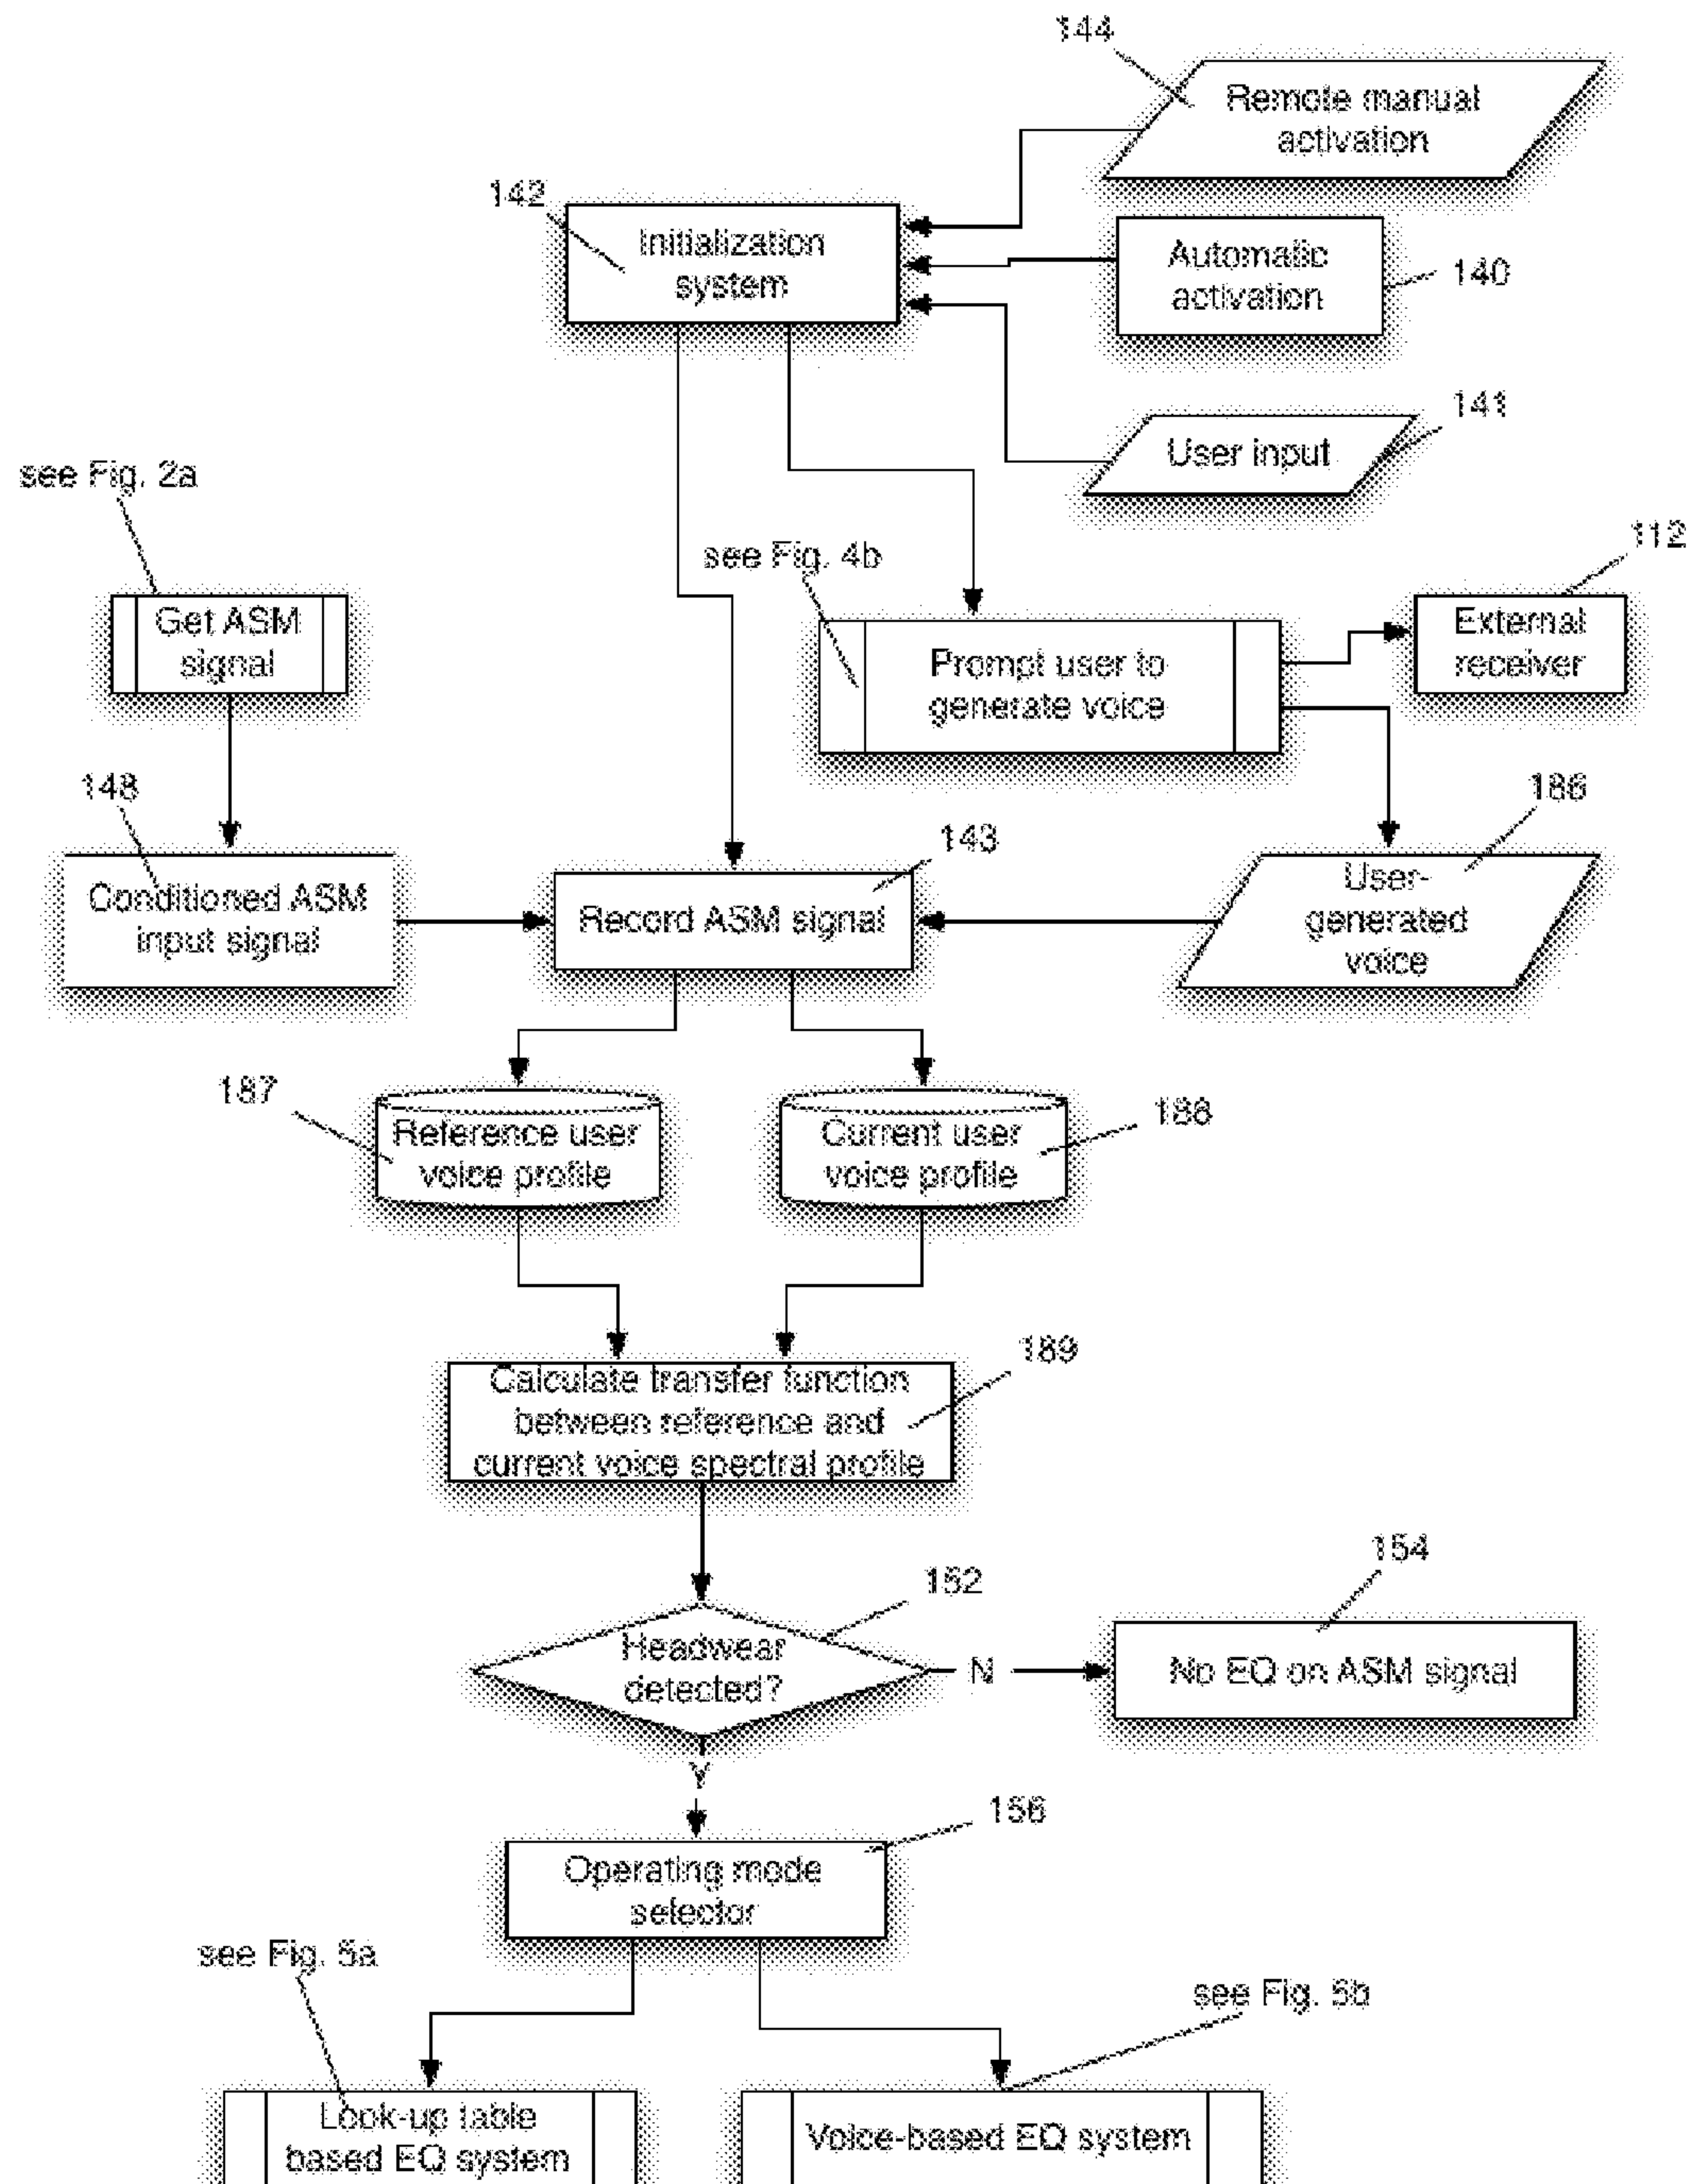 144
Remote manual
activation
142
Initialization
system
Automatic
activation
140
141
User input
see Fig. 2a
see Fig. 4b
112
Get ASM
signal
External
receiver
Prompt user to
generate voice
148
186
143
Conditioned ASM
input signal
Record ASM signal
User-
generated
voice
187
188
Reference user
voice profile
Current user
voice profile
189
Calculate transfer function
between reference and
current voice spectral profile
154
152
Headwear
detected?
N
No EQ on ASM signal
Y
156
Operating mode
selector
see Fig. 5a
see Fig. 5b
Look-up table
based EQ system
Voice-based EQ system